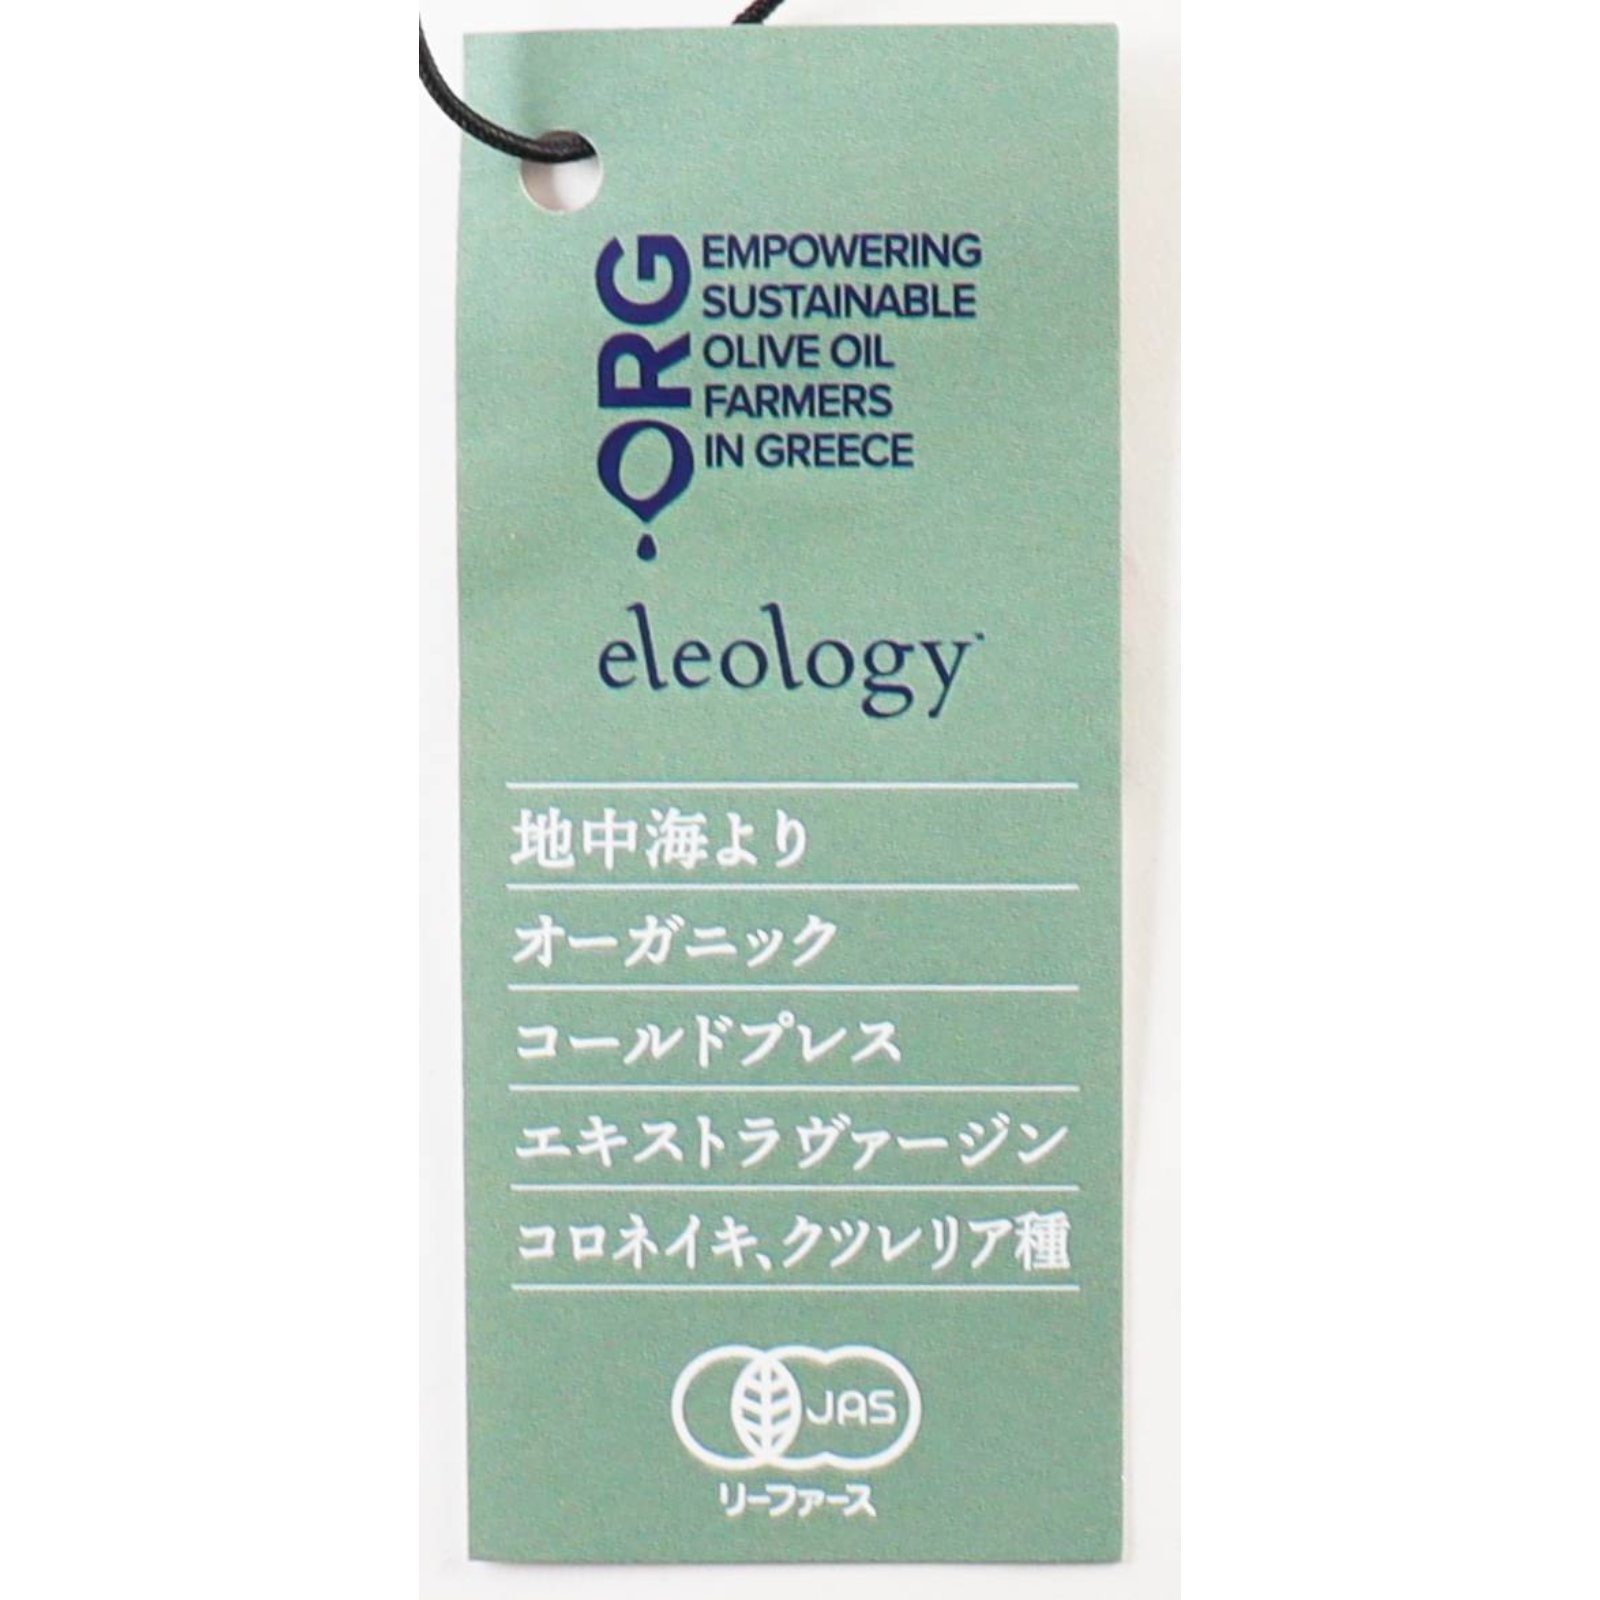 ORG
EMPOWERING
SUSTAINABLE
OLIVE OIL
FARMERS
IN GREECE
eleology
地中海より
オーガニック
コールドプレス
エキストラヴァージン
コロネイキ、クツレリア種
JAS
リーファース